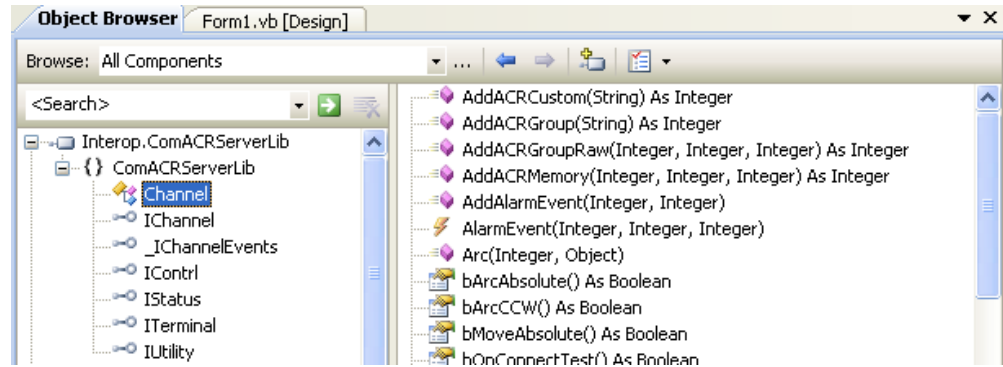 Object Browser Form1.vb [Design]
Browse: All Components ...
<Search>
Interop.ComACRServerLib
{} ComACRServerLib
Channel
IChannel
_IChannelEvents
IContrl
IStatus
ITerminal
IUtility
AddACRCustom(String) As Integer
AddACRGroup(String) As Integer
AddACRGroupRaw(Integer, Integer, Integer) As Integer
AddACRMemory(Integer, Integer, Integer) As Integer
AddAlarmEvent(Integer, Integer)
AlarmEvent(Integer, Integer, Integer)
Arc(Integer, Object)
bArcAbsolute() As Boolean
bArcCCW() As Boolean
bMoveAbsolute() As Boolean
bOnConnectTest() As Boolean